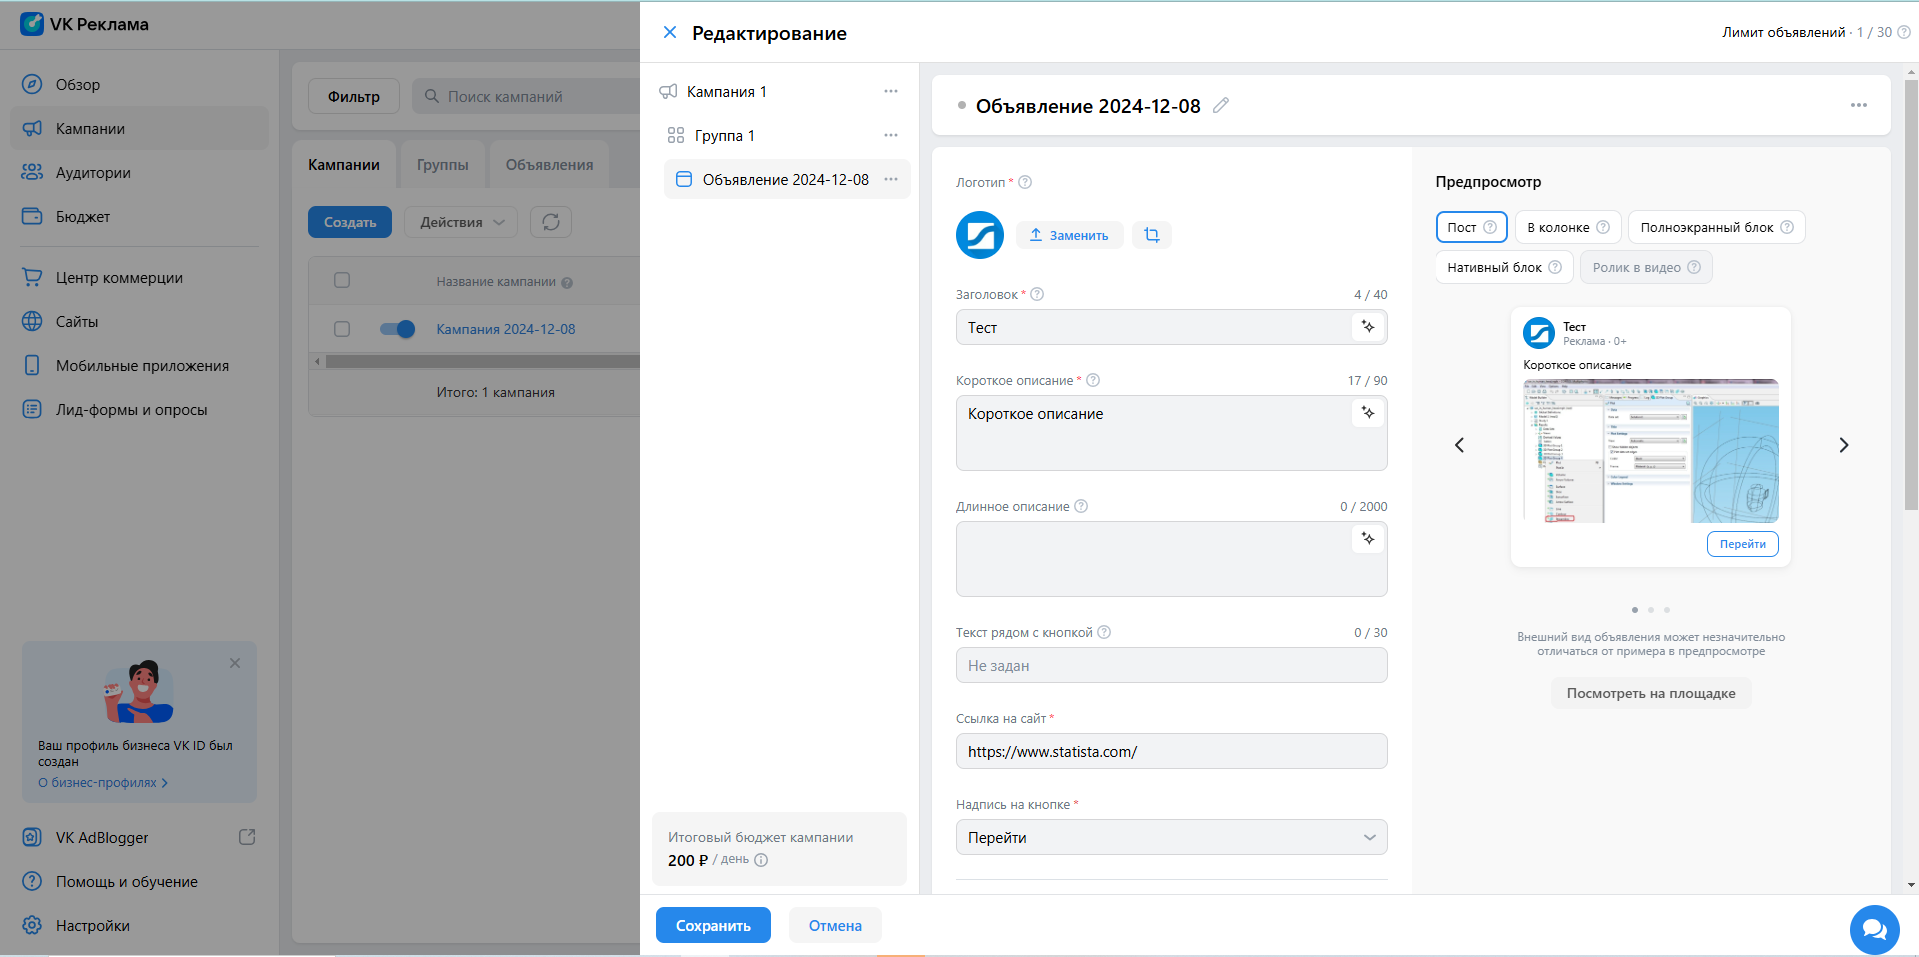 VK Реклама
Обзор
Кампании
Аудитории
Бюджет
Центр коммерции
Сайты
Мобильные приложения
Лид-формы и опросы
Ваш профиль бизнеса VK ID был
создан
О бизнес-профилях
VK AdBlogger
Помощь и обучение
Настройки
Фильтр
Поиск кампаний
Кампании
Группы
Объявления
Создать
Действия
Название кампании
Кампания 2024-12-08
Итого: 1 кампания
Редактирование
Лимит объявлений · 1 / 30
Кампания 1
Группа 1
Объявление 2024-12-08
Итоговый бюджет кампании
200 ₽ / день
Объявление 2024-12-08
Логотип *
Заменить
Заголовок * 4 / 40
Тест
Короткое описание * 17 / 90
Короткое описание
Длинное описание 0 / 2000
Текст рядом с кнопкой 0 / 30
Не задан
Ссылка на сайт *
https://www.statista.com/
Надпись на кнопке *
Перейти
Предпросмотр
Пост
В колонке
Полноэкранный блок
Нативный блок
Ролик в видео
Тест
Реклама · 0+
Короткое описание
Перейти
Внешний вид объявления может незначительно
отличаться от примера в предпросмотре
Посмотреть на площадке
Сохранить
Отмена